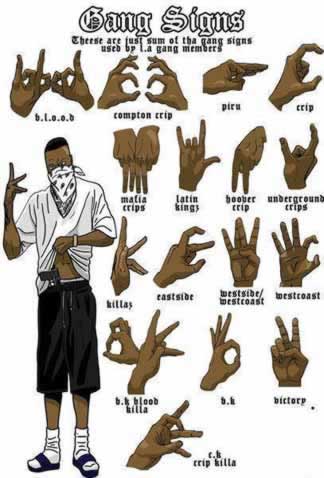 Gang Signs
Theese are just sum of tha gang signs
used by l.a gang members
b.l.o.o.d
compton crip
piru
crip
mafia
crips
latin
kingz
hoover
crip
underground
crips
killaz
eastside
westside/
westcoast
westcoast
b.k blood
killa
b.k
victory
c.k
crip killa